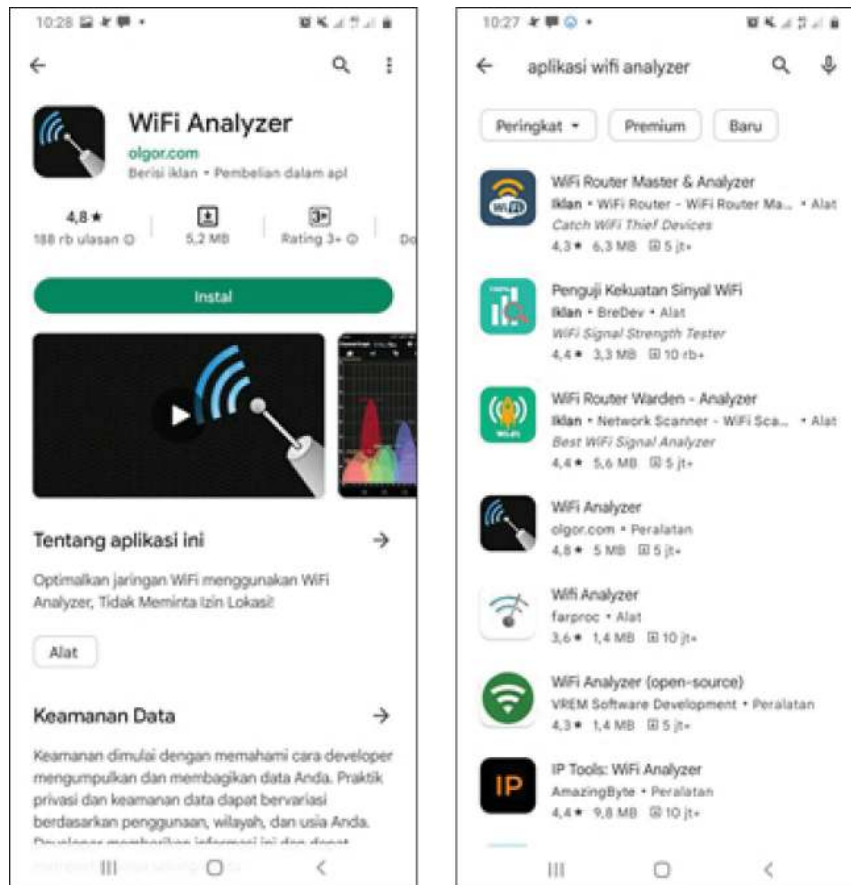 10:28
WiFi Analyzer
olgor.com
Berisi iklan • Pembelian dalam apl
4,8 ★
188 rb ulasan
5,2 MB
3+
Rating 3+
Do
Instal
Tentang aplikasi ini
Optimalkan jaringan WiFi menggunakan WiFi
Analyzer, Tidak Meminta Izin Lokasi!
Alat
Keamanan Data
Keamanan dimulai dengan memahami cara developer
mengumpulkan dan membagikan data Anda. Praktik
privasi dan keamanan data dapat bervariasi
berdasarkan penggunaan, wilayah, dan usia Anda.
Developer memberikan informasi ini dan dapat
10:27
aplikasi wifi analyzer
Peringkat
Premium
Baru
WiFi Router Master & Analyzer
Iklan • WiFi Router - WiFi Router Ma... • Alat
Catch WiFi Thief Devices
4,3 ★ 6,3 MB 5 jt+
Penguji Kekuatan Sinyal WiFi
Iklan • BreDev • Alat
WiFi Signal Strength Tester
4,4 ★ 3,3 MB 10 rb+
WiFi Router Warden - Analyzer
Iklan • Network Scanner - WiFi Sca... • Alat
Best WiFi Signal Analyzer
4,4 ★ 5,6 MB 5 jt+
WiFi Analyzer
olgor.com • Peralatan
4,8 ★ 5 MB 5 jt+
Wifi Analyzer
farproc • Alat
3,6 ★ 1,4 MB 10 jt+
WiFi Analyzer (open-source)
VREM Software Development • Peralatan
4,3 ★ 1,4 MB 5 jt+
IP
IP Tools: WiFi Analyzer
AmazingByte • Peralatan
4,4 ★ 9,8 MB 10 jt+